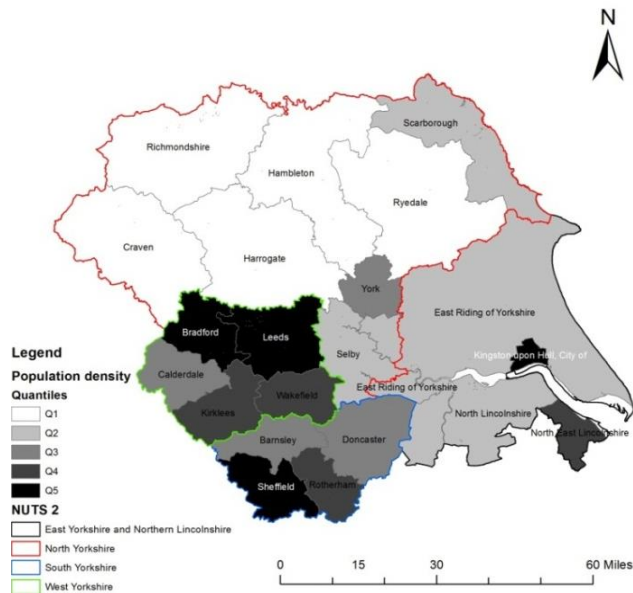 N
Scarborough
Richmondshire
Hambleton
Ryedale
Craven
Harrogate
York
East Riding of Yorkshire
Bradford
Leeds
Selby
Kingston upon Hull, City of
Calderdale
East Riding of Yorkshire
Wakefield
Kirklees
North Lincolnshire
North East Lincolnshire
Barnsley
Doncaster
Sheffield
Rotherham
Legend
Population density
Quantiles
Q1
Q2
Q3
Q4
Q5
NUTS 2
East Yorkshire and Northern Lincolnshire
North Yorkshire
South Yorkshire
West Yorkshire
0 15 30 60 Miles